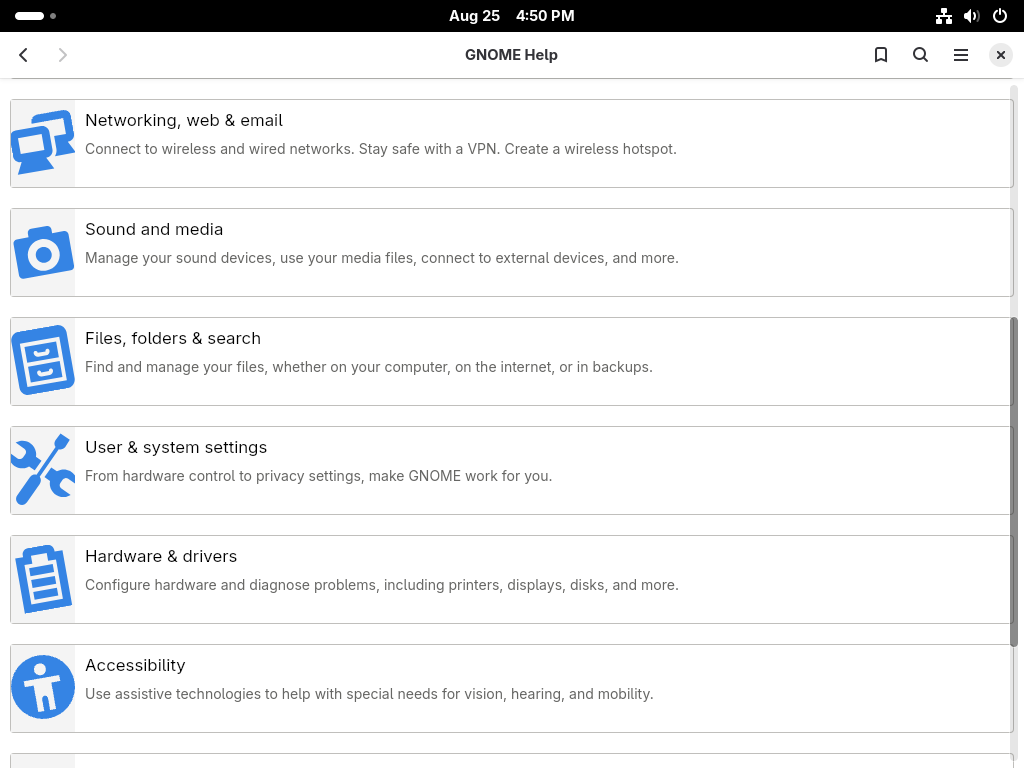 Aug 25 4:50 PM
GNOME Help
Networking, web & email
Connect to wireless and wired networks. Stay safe with a VPN. Create a wireless hotspot.
Sound and media
Manage your sound devices, use your media files, connect to external devices, and more.
Files, folders & search
Find and manage your files, whether on your computer, on the internet, or in backups.
User & system settings
From hardware control to privacy settings, make GNOME work for you.
Hardware & drivers
Configure hardware and diagnose problems, including printers, displays, disks, and more.
Accessibility
Use assistive technologies to help with special needs for vision, hearing, and mobility.